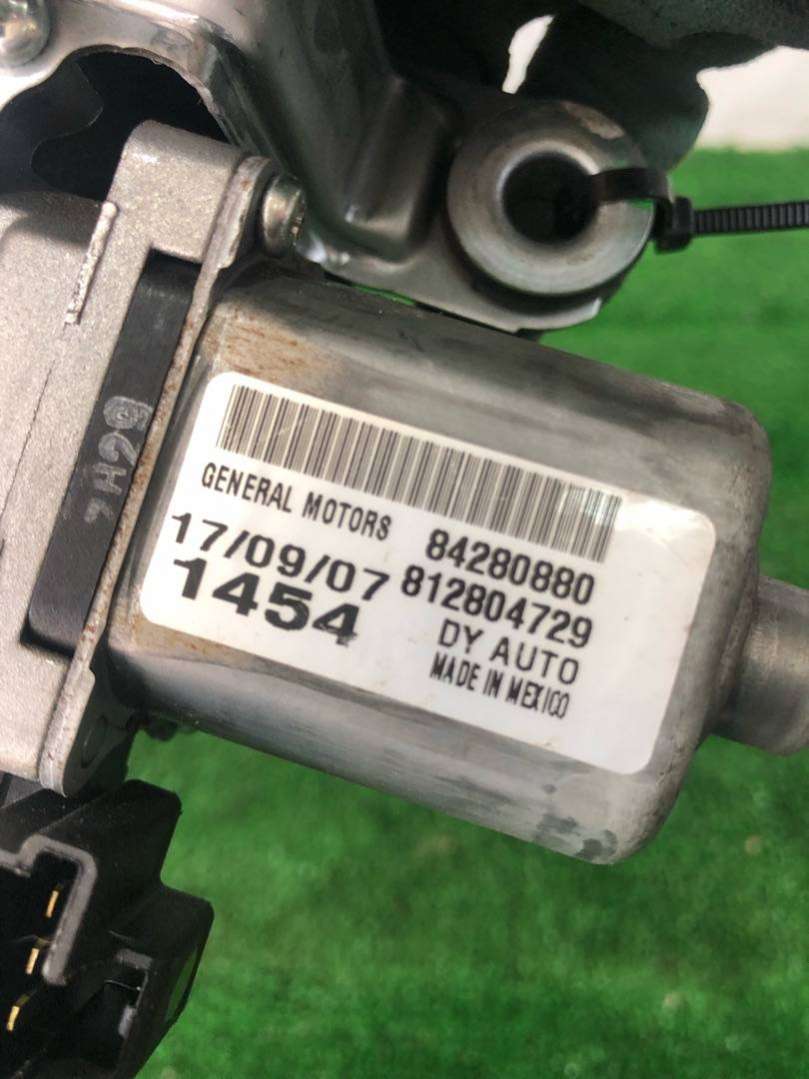 GENERAL MOTORS 84280880
17/09/07 812804729
1454 DY AUTO
MADE IN MEXICO